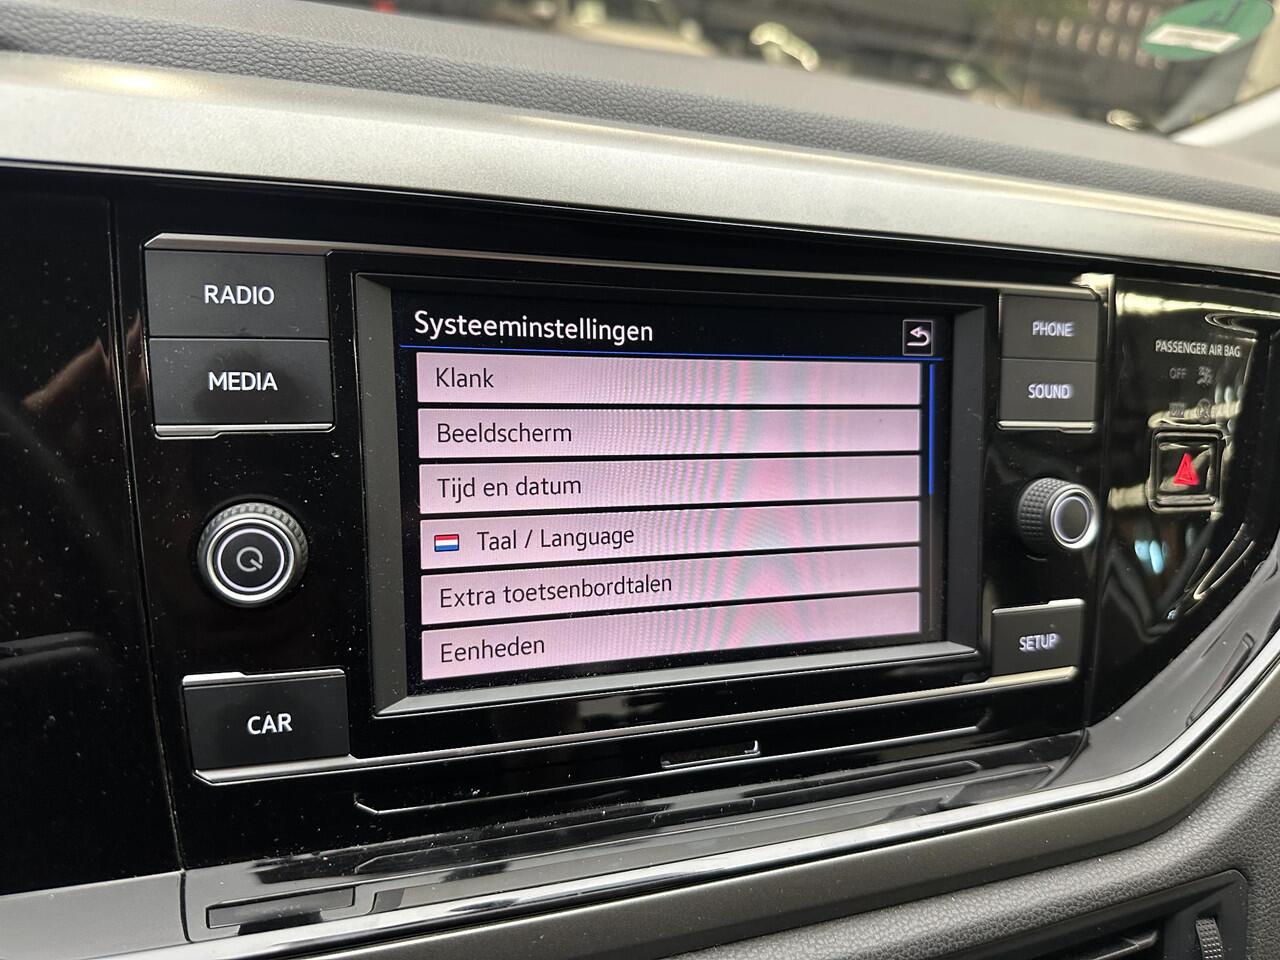 RADIO
MEDIA
CAR
Systeeminstellingen
Klank
Beeldscherm
Tijd en datum
Taal / Language
Extra toetsenbordtalen
Eenheden
PHONE
SOUND
SETUP
PASSENGER AIR BAG
OFF